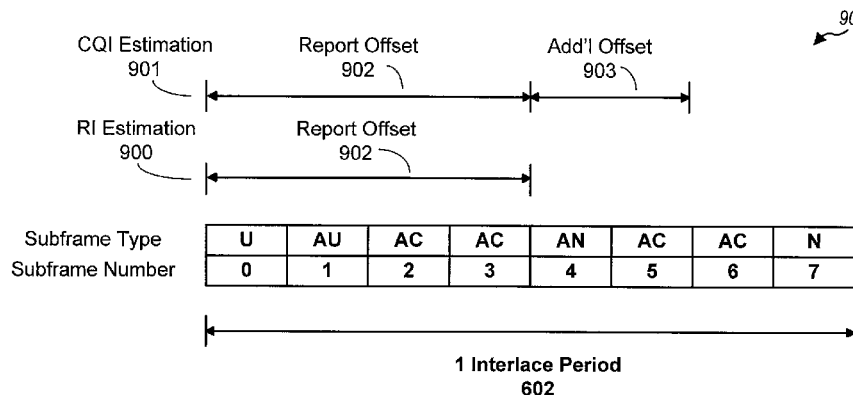 CQI Estimation
901
Report Offset
902
Add'l Offset
903
RI Estimation
900
Report Offset
902
Subframe Type U AU AC AC AN AC AC N
Subframe Number 0 1 2 3 4 5 6 7
1 Interlace Period
602